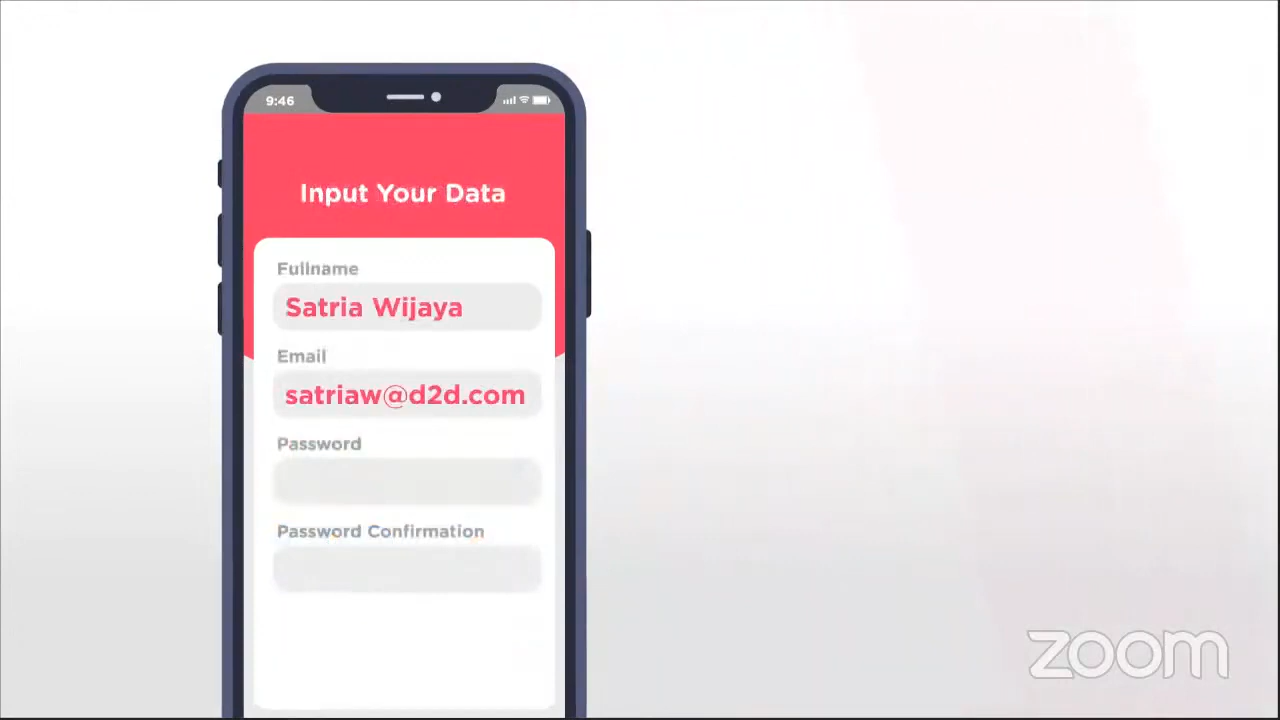 9:46
Input Your Data
Fullname
Satria Wijaya
Email
satriaw@d2d.com
Password
Password Confirmation
zoom